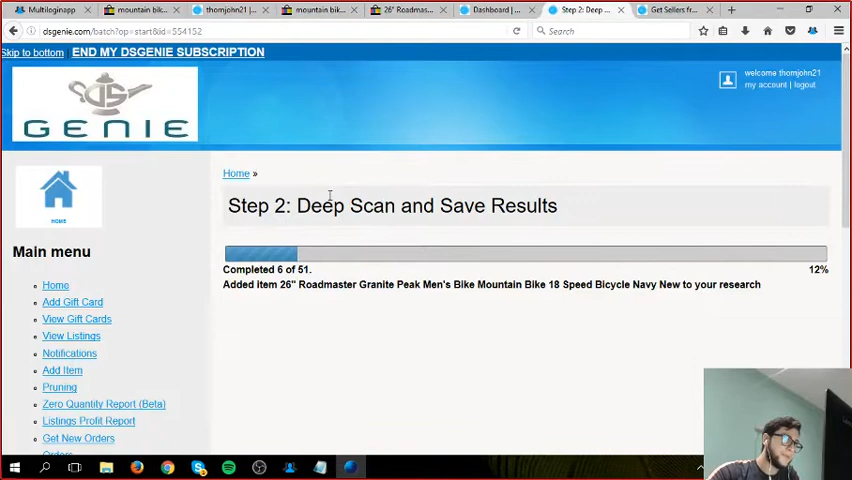 Multiloginapp
mountain bik...
thomjohn21 |...
mountain bik...
26" Roadmas...
Dashboard | ...
Step 2: Deep ...
Get Sellers fr...
dsgenie.com/batch?op=start&id=554152
Search
Skip to bottom | END MY DSGENIE SUBSCRIPTION
DS
GENIE
welcome thomjohn21
my account | logout
HOME
Home »
Step 2: Deep Scan and Save Results
Completed 6 of 51.
12%
Added item 26" Roadmaster Granite Peak Men's Bike Mountain Bike 18 Speed Bicycle Navy New to your research
Main menu
Home
Add Gift Card
View Gift Cards
View Listings
Notifications
Add Item
Pruning
Zero Quantity Report (Beta)
Listings Profit Report
Get New Orders
Orders